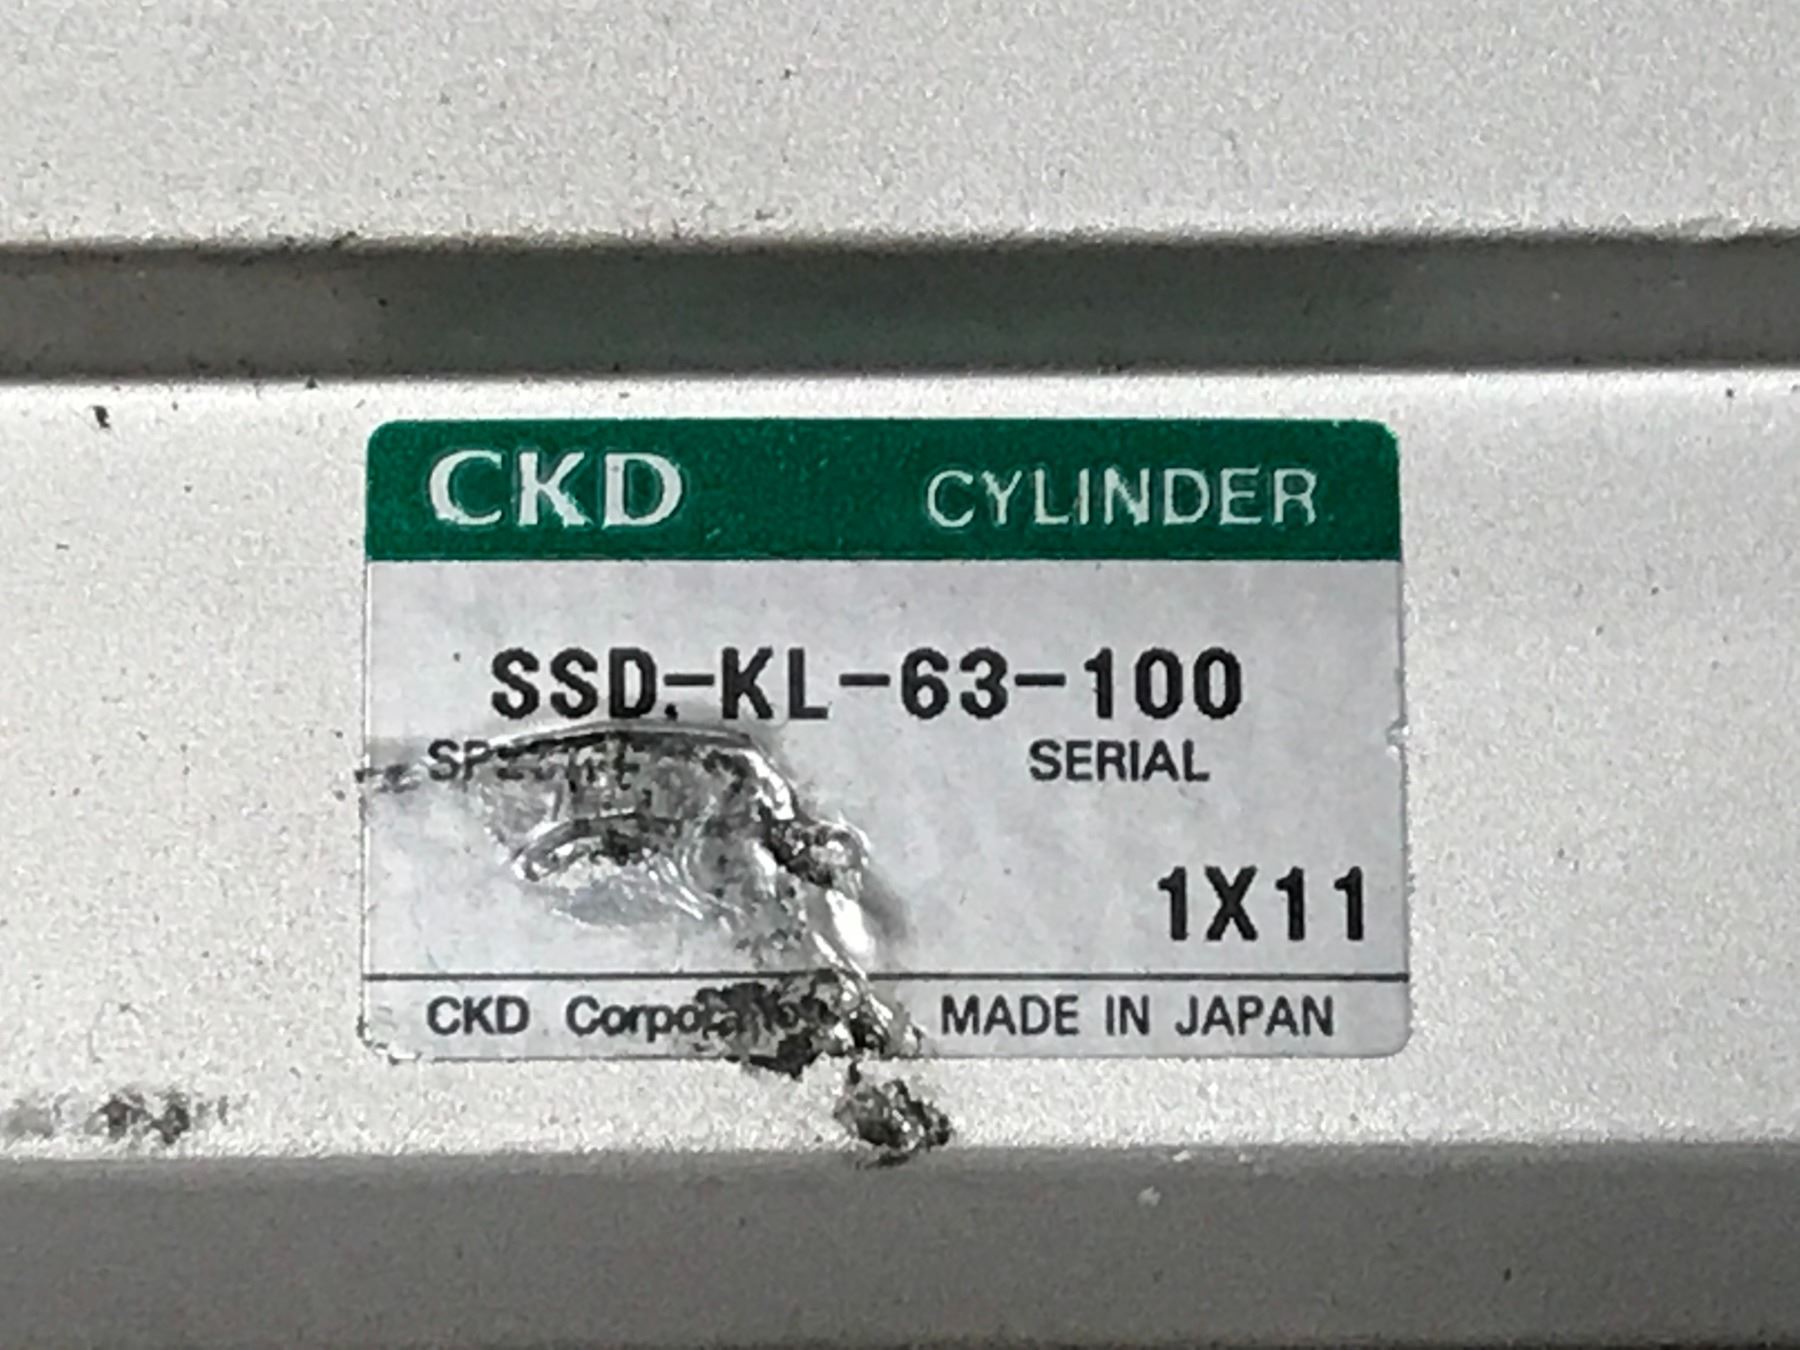 CKD CYLINDER
SSD-KL-63-100
SERIAL
1X11
CKD MADE IN JAPAN